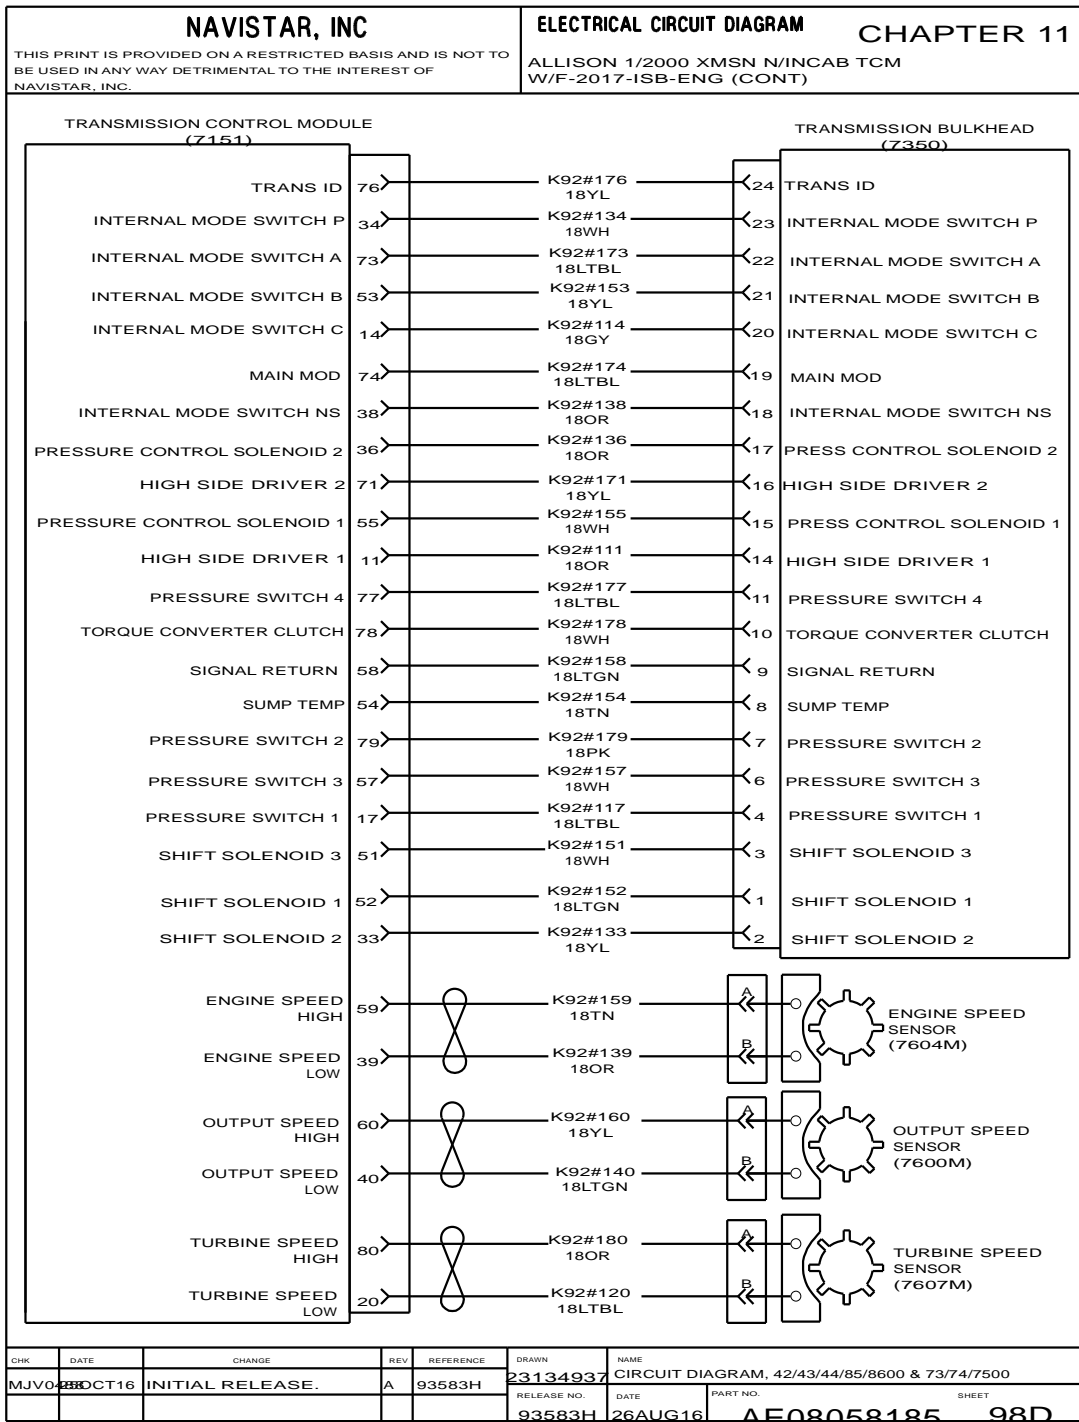 NAVISTAR, INC
THIS PRINT IS PROVIDED ON A RESTRICTED BASIS AND IS NOT TO
BE USED IN ANY WAY DETRIMENTAL TO THE INTEREST OF
NAVISTAR, INC.
ELECTRICAL CIRCUIT DIAGRAM
CHAPTER 11
ALLISON 1/2000 XMSN N/INCAB TCM
W/F-2017-ISB-ENG (CONT)
TRANSMISSION CONTROL MODULE
(7151)
TRANSMISSION BULKHEAD
(7350)
TRANS ID 76 K92#176 24 TRANS ID
18YL
INTERNAL MODE SWITCH P 34 K92#134 23 INTERNAL MODE SWITCH P
18WH
INTERNAL MODE SWITCH A 73 K92#173 22 INTERNAL MODE SWITCH A
18LTBL
INTERNAL MODE SWITCH B 53 K92#153 21 INTERNAL MODE SWITCH B
18YL
INTERNAL MODE SWITCH C 14 K92#114 20 INTERNAL MODE SWITCH C
18GY
MAIN MOD 74 K92#174 19 MAIN MOD
18LTBL
INTERNAL MODE SWITCH NS 38 K92#138 18 INTERNAL MODE SWITCH NS
18OR
PRESSURE CONTROL SOLENOID 2 36 K92#136 17 PRESS CONTROL SOLENOID 2
18OR
HIGH SIDE DRIVER 2 71 K92#171 16 HIGH SIDE DRIVER 2
18YL
PRESSURE CONTROL SOLENOID 1 55 K92#155 15 PRESS CONTROL SOLENOID 1
18WH
HIGH SIDE DRIVER 1 11 K92#111 14 HIGH SIDE DRIVER 1
18OR
PRESSURE SWITCH 4 77 K92#177 11 PRESSURE SWITCH 4
18LTBL
TORQUE CONVERTER CLUTCH 78 K92#178 10 TORQUE CONVERTER CLUTCH
18WH
SIGNAL RETURN 58 K92#158 9 SIGNAL RETURN
18LTGN
SUMP TEMP 54 K92#154 8 SUMP TEMP
18TN
PRESSURE SWITCH 2 79 K92#179 7 PRESSURE SWITCH 2
18PK
PRESSURE SWITCH 3 57 K92#157 6 PRESSURE SWITCH 3
18WH
PRESSURE SWITCH 1 17 K92#117 4 PRESSURE SWITCH 1
18LTBL
SHIFT SOLENOID 3 51 K92#151 3 SHIFT SOLENOID 3
18WH
SHIFT SOLENOID 1 52 K92#152 1 SHIFT SOLENOID 1
18LTGN
SHIFT SOLENOID 2 33 K92#133 2 SHIFT SOLENOID 2
18YL
ENGINE SPEED
HIGH 59 K92#159 A
18TN
ENGINE SPEED
LOW 39 K92#139 B
18OR
ENGINE SPEED
SENSOR
(7604M)
OUTPUT SPEED
HIGH 60 K92#160 A
18YL
OUTPUT SPEED
LOW 40 K92#140 B
18LTGN
OUTPUT SPEED
SENSOR
(7600M)
TURBINE SPEED
HIGH 80 K92#180 A
18OR
TURBINE SPEED
LOW 20 K92#120 B
18LTBL
TURBINE SPEED
SENSOR
(7607M)
CHK DATE CHANGE REV REFERENCE
OCT16 INITIAL RELEASE. A 93583H
DRAWN
23134937
NAME
CIRCUIT DIAGRAM, 42/43/44/85/8600 & 73/74/7500
RELEASE NO.
93583H
DATE
26AUG16
PART NO.
AE08058185
SHEET
98D